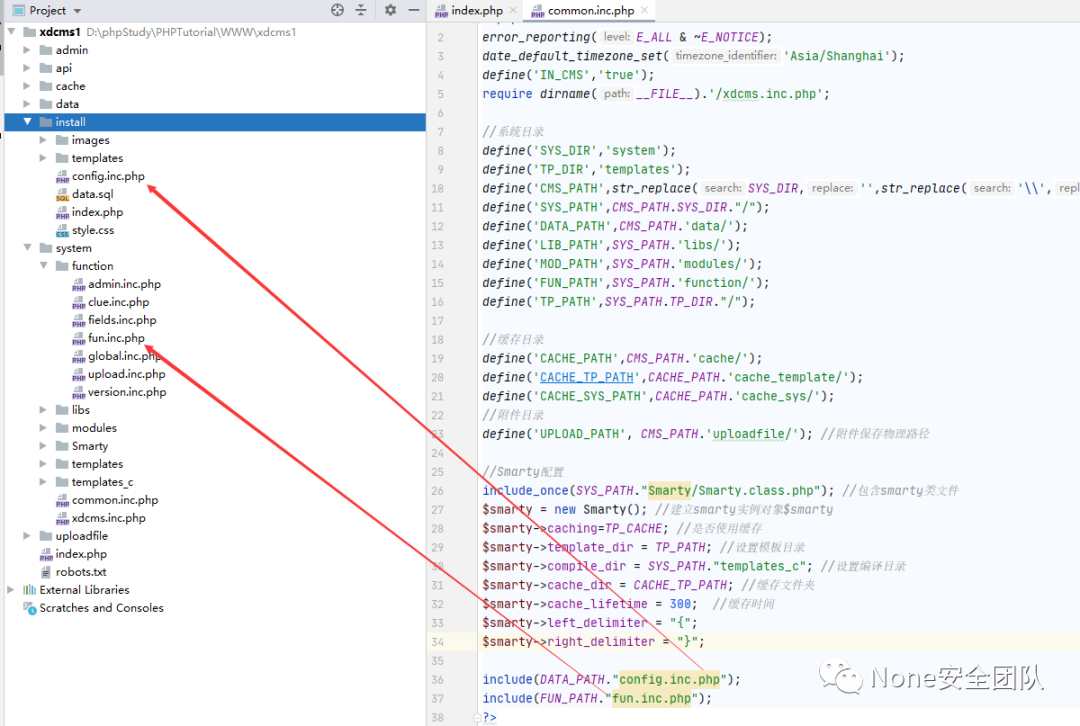 Project
xdcms1 D:\phpStudy\PHPTutorial\WWW\xdcms1
admin
api
cache
data
install
images
templates
config.inc.php
data.sql
index.php
style.css
system
function
admin.inc.php
clue.inc.php
fields.inc.php
fun.inc.php
global.inc.php
upload.inc.php
version.inc.php
libs
modules
Smarty
templates
templates_c
common.inc.php
xdcms.inc.php
uploadfile
index.php
robots.txt
External Libraries
Scratches and Consoles
index.php common.inc.php
2 error_reporting( level: E_ALL & ~E_NOTICE);
3 date_default_timezone_set( timezone_identifier: 'Asia/Shanghai');
4 define('IN_CMS','true');
5 require dirname( path: __FILE__).'/xdcms.inc.php';
6
7 //系统目录
8 define('SYS_DIR','system');
9 define('TP_DIR','templates');
10 define('CMS_PATH',str_replace( search: SYS_DIR, replace: '',str_replace( search: '\\', repl
11 define('SYS_PATH',CMS_PATH.SYS_DIR."/");
12 define('DATA_PATH',CMS_PATH.'data/');
13 define('LIB_PATH',SYS_PATH.'libs/');
14 define('MOD_PATH',SYS_PATH.'modules/');
15 define('FUN_PATH',SYS_PATH.'function/');
16 define('TP_PATH',SYS_PATH.TP_DIR."/");
17
18 //缓存目录
19 define('CACHE_PATH',CMS_PATH.'cache/');
20 define('CACHE_TP_PATH',CACHE_PATH.'cache_template/');
21 define('CACHE_SYS_PATH',CACHE_PATH.'cache_sys/');
22 //附件目录
23 define('UPLOAD_PATH', CMS_PATH.'uploadfile/'); //附件保存物理路径
24
25 //Smarty配置
26 include_once(SYS_PATH."Smarty/Smarty.class.php"); //包含smarty类文件
27 $smarty = new Smarty(); //建立smarty实例对象$smarty
28 $smarty->caching=TP_CACHE; //是否使用缓存
29 $smarty->template_dir = TP_PATH; //设置模板目录
30 $smarty->compile_dir = SYS_PATH."templates_c"; //设置编译目录
31 $smarty->cache_dir = CACHE_TP_PATH; //缓存文件夹
32 $smarty->cache_lifetime = 300; //缓存时间
33 $smarty->left_delimiter = "{";
34 $smarty->right_delimiter = "}";
35
36 include(DATA_PATH."config.inc.php");
37 include(FUN_PATH."fun.inc.php");
38 ?>
None安全团队